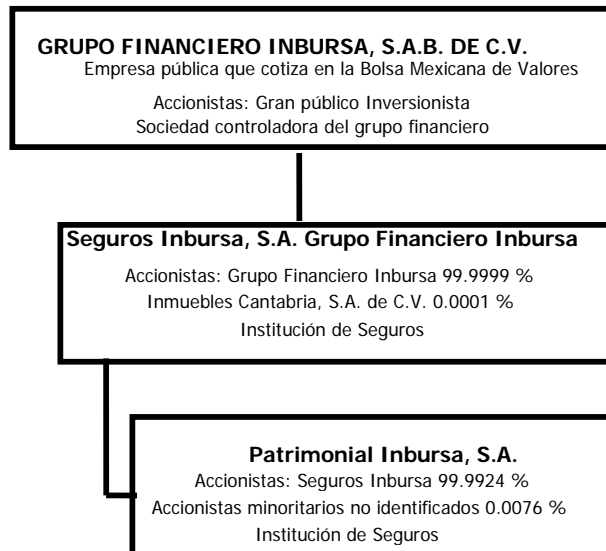 GRUPO FINANCIERO INBURSA, S.A.B. DE C.V.
Empresa pública que cotiza en la Bolsa Mexicana de Valores
Accionistas: Gran público Inversionista
Sociedad controladora del grupo financiero
Seguros Inbursa, S.A. Grupo Financiero Inbursa
Accionistas: Grupo Financiero Inbursa 99.9999 %
Inmuebles Cantabria, S.A. de C.V. 0.0001 %
Institución de Seguros
Patrimonial Inbursa, S.A.
Accionistas: Seguros Inbursa 99.9924 %
Accionistas minoritarios no identificados 0.0076 %
Institución de Seguros